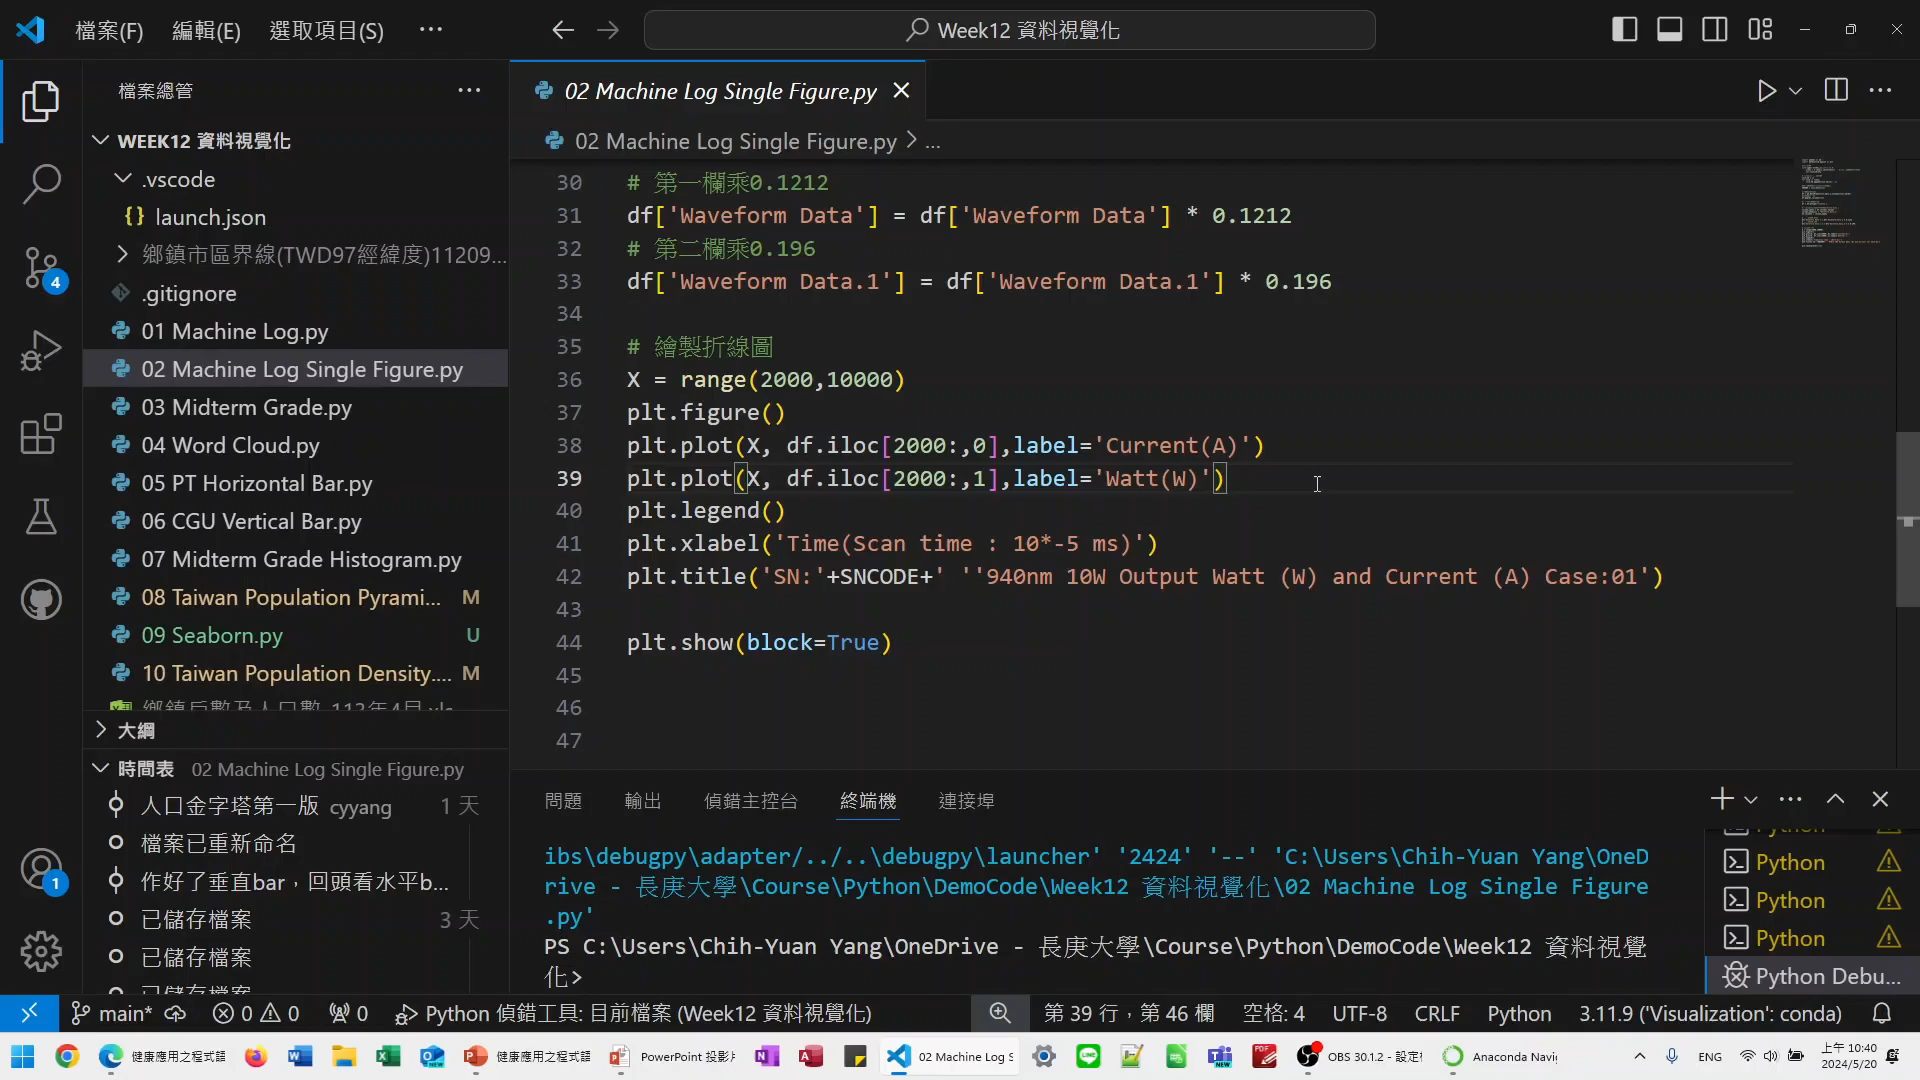 檔案(F) 編輯(E) 選取項目(S) ··· Week12 資料視覺化
檔案總管
WEEK12 資料視覺化
.vscode
{} launch.json
鄉鎮市區界線(TWD97經緯度)11209...
.gitignore
01 Machine Log.py
02 Machine Log Single Figure.py
03 Midterm Grade.py
04 Word Cloud.py
05 PT Horizontal Bar.py
06 CGU Vertical Bar.py
07 Midterm Grade Histogram.py
08 Taiwan Population Pyrami... M
09 Seaborn.py U
10 Taiwan Population Density.... M
大綱
時間表 02 Machine Log Single Figure.py
人口金字塔第一版 cyyang 1 天
檔案已重新命名
作好了垂直bar，回頭看水平b...
已儲存檔案 3 天
已儲存檔案
已儲存檔案
4
1
02 Machine Log Single Figure.py
02 Machine Log Single Figure.py > ...
30 # 第一欄乘0.1212
31 df['Waveform Data'] = df['Waveform Data'] * 0.1212
32 # 第二欄乘0.196
33 df['Waveform Data.1'] = df['Waveform Data.1'] * 0.196
34
35 # 繪製折線圖
36 X = range(2000,10000)
37 plt.figure()
38 plt.plot(X, df.iloc[2000:,0],label='Current(A)')
39 plt.plot(X, df.iloc[2000:,1],label='Watt(W)')
40 plt.legend()
41 plt.xlabel('Time(Scan time : 10*-5 ms)')
42 plt.title('SN:'+SNCODE+' ''940nm 10W Output Watt (W) and Current (A) Case:01')
43
44 plt.show(block=True)
45
46
47
問題 輸出 偵錯主控台 終端機 連接埠
ibs\debugpy\adapter/../..\debugpy\launcher' '2424' '--' 'C:\Users\Chih-Yuan Yang\OneD
rive - 長庚大學\Course\Python\DemoCode\Week12 資料視覺化\02 Machine Log Single Figure
.py'
PS C:\Users\Chih-Yuan Yang\OneDrive - 長庚大學\Course\Python\DemoCode\Week12 資料視覺
化>
Python
Python
Python
Python Debu...
main* 0 0 0 Python 偵錯工具: 目前檔案 (Week12 資料視覺化) 第 39 行，第 46 欄 空格: 4 UTF-8 CRLF Python 3.11.9 ('Visualization': conda)
健康應用之程式語 健康應用之程式語 PowerPoint 投影片 02 Machine Log S OBS 30.1.2 - 設定 Anaconda Navig ENG 上午 10:40
2024/5/20